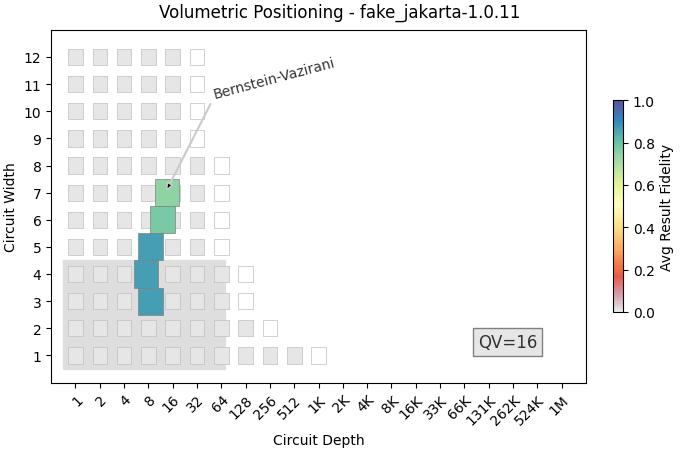 Volumetric Positioning - fake_jakarta-1.0.11
Circuit Width
12
11
10
9
8
7
6
5
4
3
2
1
Bernstein-Vazirani
QV=16
1 2 4 8 16 32 64 128 256 512 1K 2K 4K 8K 16K 33K 66K 131K 262K 524K 1M
Circuit Depth
1.0
0.8
0.6
0.4
0.2
0.0
Avg Result Fidelity